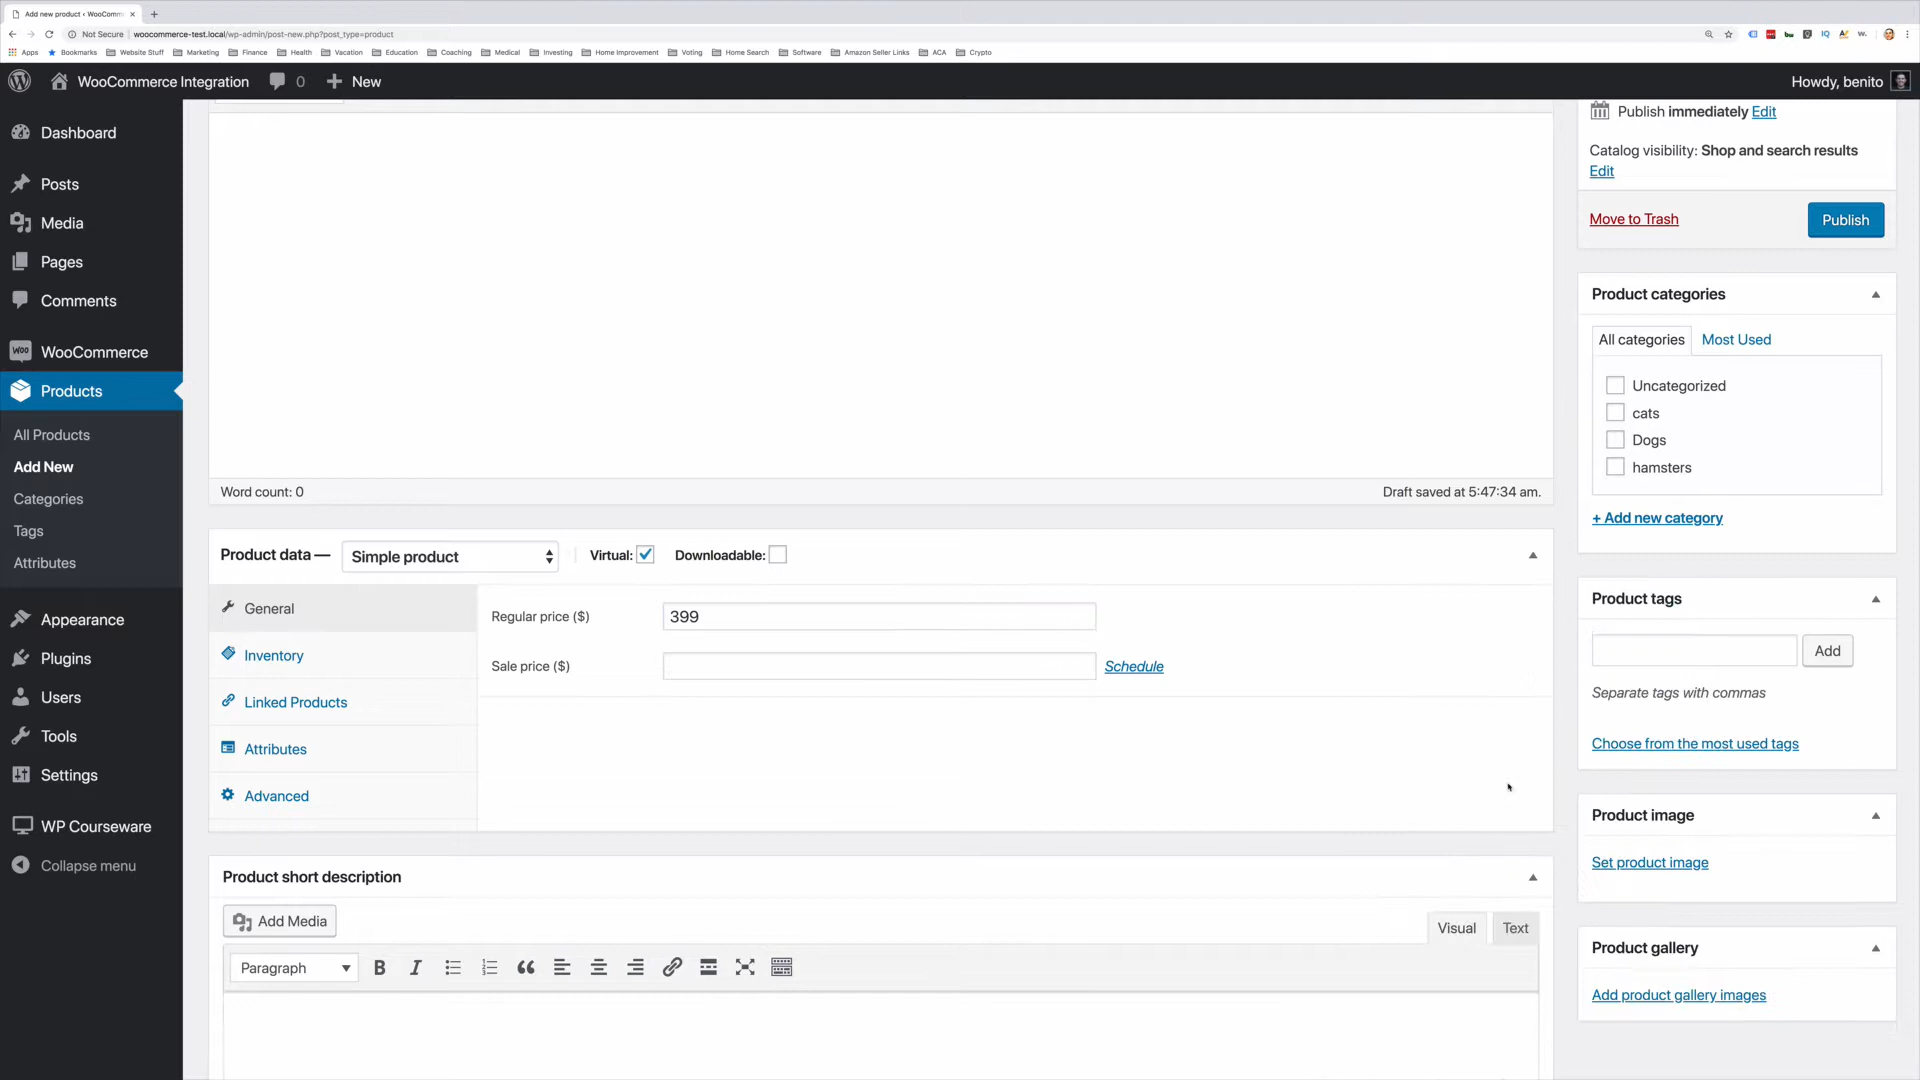 Add new product ‹ WooComm
Not Secure
woocommerce-test.local/wp-admin/post-new.php?post_type=product
Apps
Bookmarks
Website Stuff
Marketing
Finance
Health
Vacation
Education
Coaching
Medical
Investing
Home Improvement
Voting
Home Search
Software
Amazon Seller Links
ACA
Crypto
WooCommerce Integration
0
New
Howdy, benito
Dashboard
Posts
Media
Pages
Comments
WooCommerce
Products
All Products
Add New
Categories
Tags
Attributes
Appearance
Plugins
Users
Tools
Settings
WP Courseware
Collapse menu
Word count: 0
Draft saved at 5:47:34 am.
Product data —
Simple product
Virtual:
Downloadable:
General
Inventory
Linked Products
Attributes
Advanced
Regular price ($)
399
Sale price ($)
Schedule
Product short description
Add Media
Visual
Text
Paragraph
Publish immediately Edit
Catalog visibility: Shop and search results
Edit
Move to Trash
Publish
Product categories
All categories
Most Used
Uncategorized
cats
Dogs
hamsters
+ Add new category
Product tags
Add
Separate tags with commas
Choose from the most used tags
Product image
Set product image
Product gallery
Add product gallery images